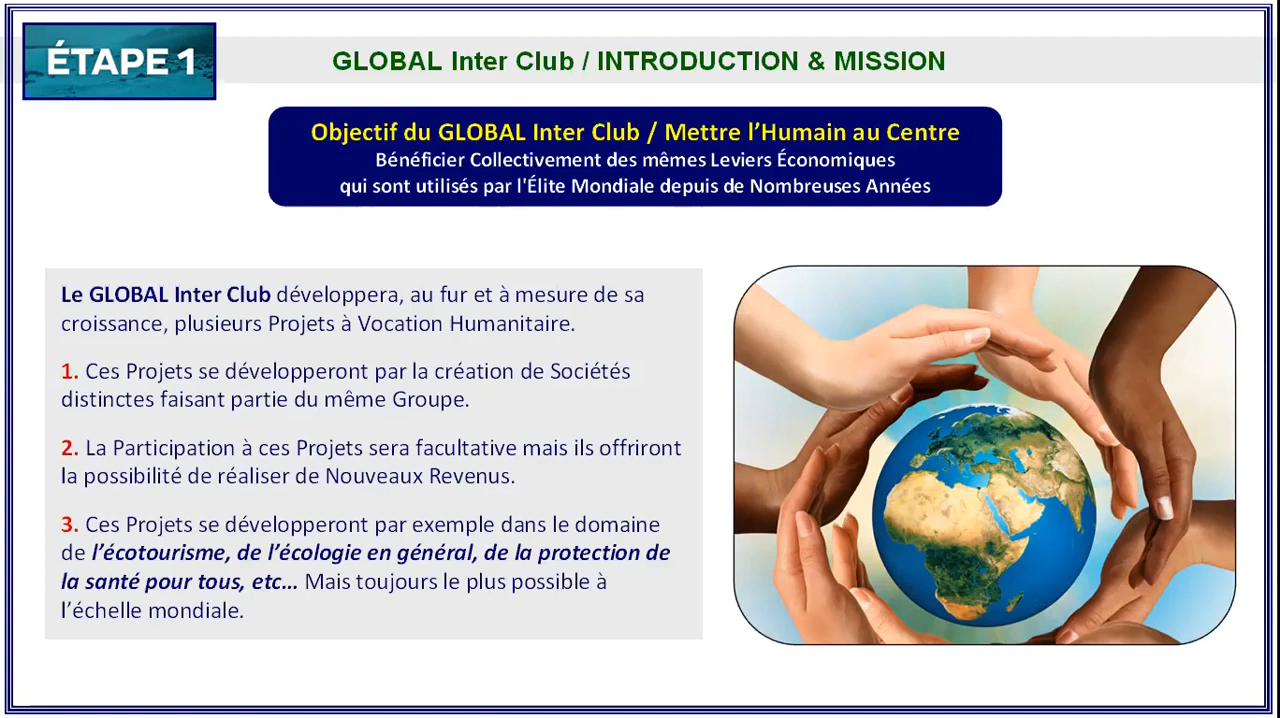 ÉTAPE 1
GLOBAL Inter Club / INTRODUCTION & MISSION
Objectif du GLOBAL Inter Club / Mettre l’Humain au Centre
Bénéficier Collectivement des mêmes Leviers Économiques
qui sont utilisés par l'Élite Mondiale depuis de Nombreuses Années
Le GLOBAL Inter Club développera, au fur et à mesure de sa
croissance, plusieurs Projets à Vocation Humanitaire.
1. Ces Projets se développeront par la création de Sociétés
distinctes faisant partie du même Groupe.
2. La Participation à ces Projets sera facultative mais ils offriront
la possibilité de réaliser de Nouveaux Revenus.
3. Ces Projets se développeront par exemple dans le domaine
de l’écotourisme, de l’écologie en général, de la protection de
la santé pour tous, etc... Mais toujours le plus possible à
l’échelle mondiale.